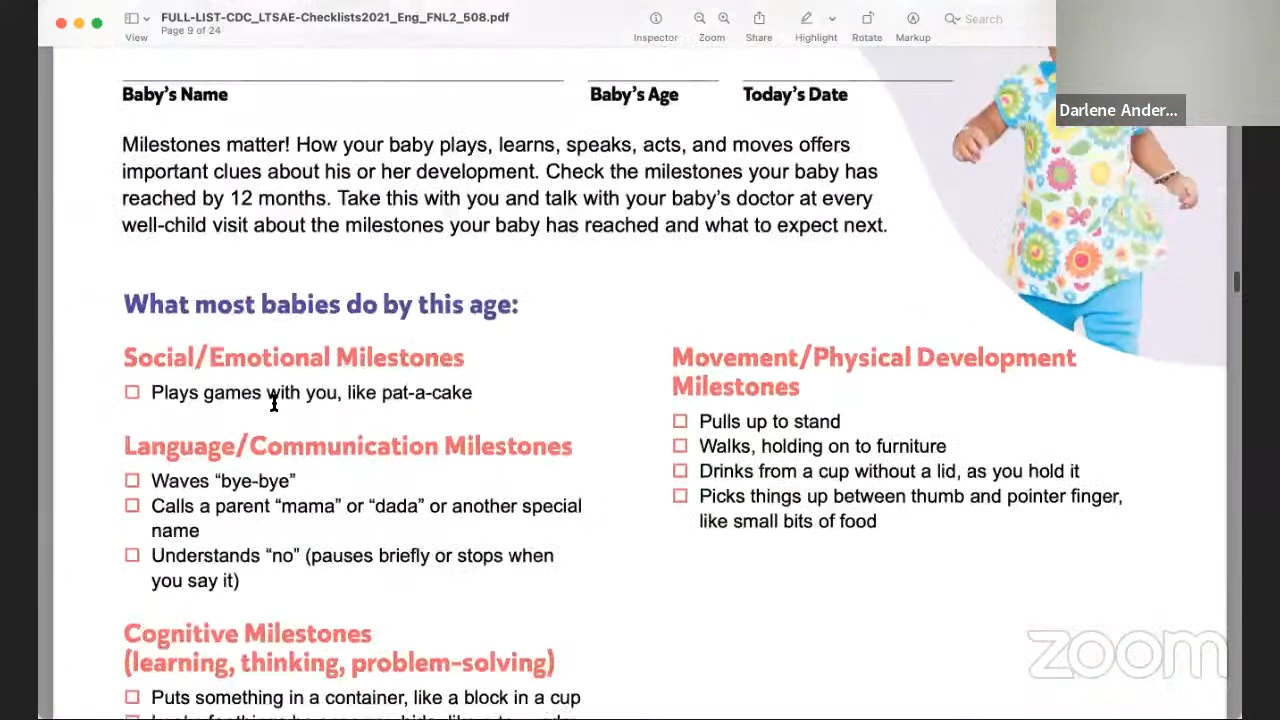 FULL-LIST-CDC_LTSAE-Checklists2021_Eng_FNL2_508.pdf
Page 9 of 24
View
Inspector
Zoom
Share
Highlight
Rotate
Markup
Search
Darlene Ander...
Baby's Name
Baby's Age
Today's Date
Milestones matter! How your baby plays, learns, speaks, acts, and moves offers
important clues about his or her development. Check the milestones your baby has
reached by 12 months. Take this with you and talk with your baby's doctor at every
well-child visit about the milestones your baby has reached and what to expect next.
What most babies do by this age:
Social/Emotional Milestones
Plays games with you, like pat-a-cake
Language/Communication Milestones
Waves “bye-bye”
Calls a parent “mama” or “dada” or another special
name
Understands “no” (pauses briefly or stops when
you say it)
Cognitive Milestones
(learning, thinking, problem-solving)
Puts something in a container, like a block in a cup
Movement/Physical Development
Milestones
Pulls up to stand
Walks, holding on to furniture
Drinks from a cup without a lid, as you hold it
Picks things up between thumb and pointer finger,
like small bits of food
zoom